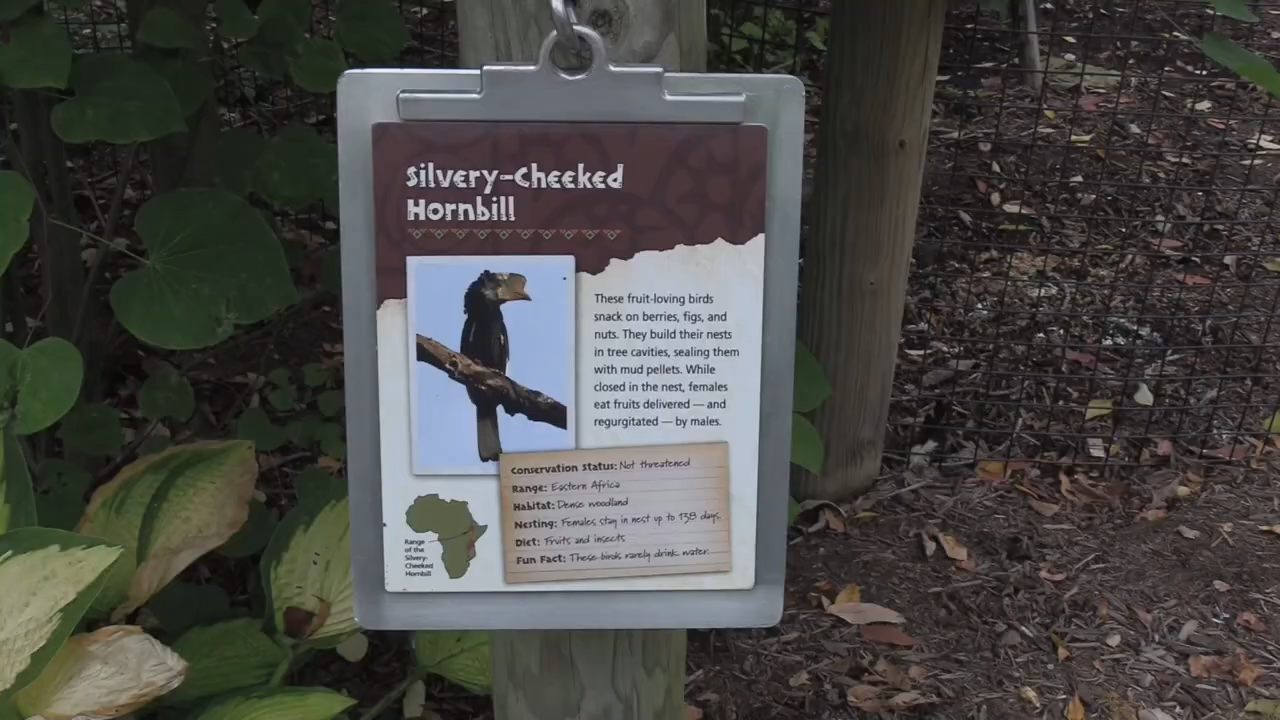 Silvery-Cheeked
Hornbill
These fruit-loving birds
snack on berries, figs, and
nuts. They build their nests
in tree cavities, sealing them
with mud pellets. While
closed in the nest, females
eat fruits delivered — and
regurgitated — by males.
Conservation Status: Not threatened
Range: Eastern Africa
Habitat: Dense woodland
Nesting: Females stay in nest up to 138 days.
Diet: Fruits and insects
Fun Fact: These birds rarely drink water.
Range
of the
Silvery-
Cheeked
Hornbill